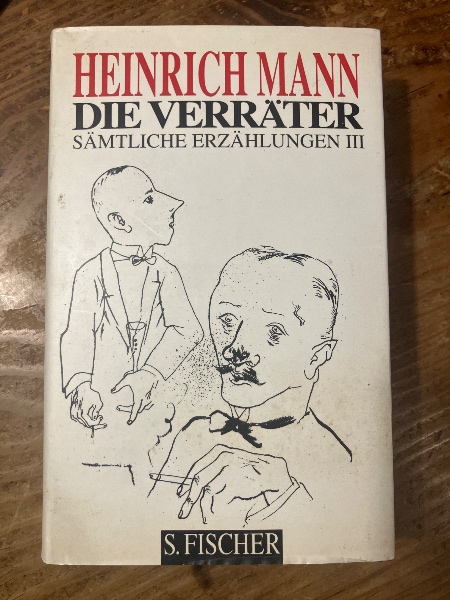 HEINRICH MANN
DIE VERRÄTER
SÄMTLICHE ERZÄHLUNGEN III
S. FISCHER